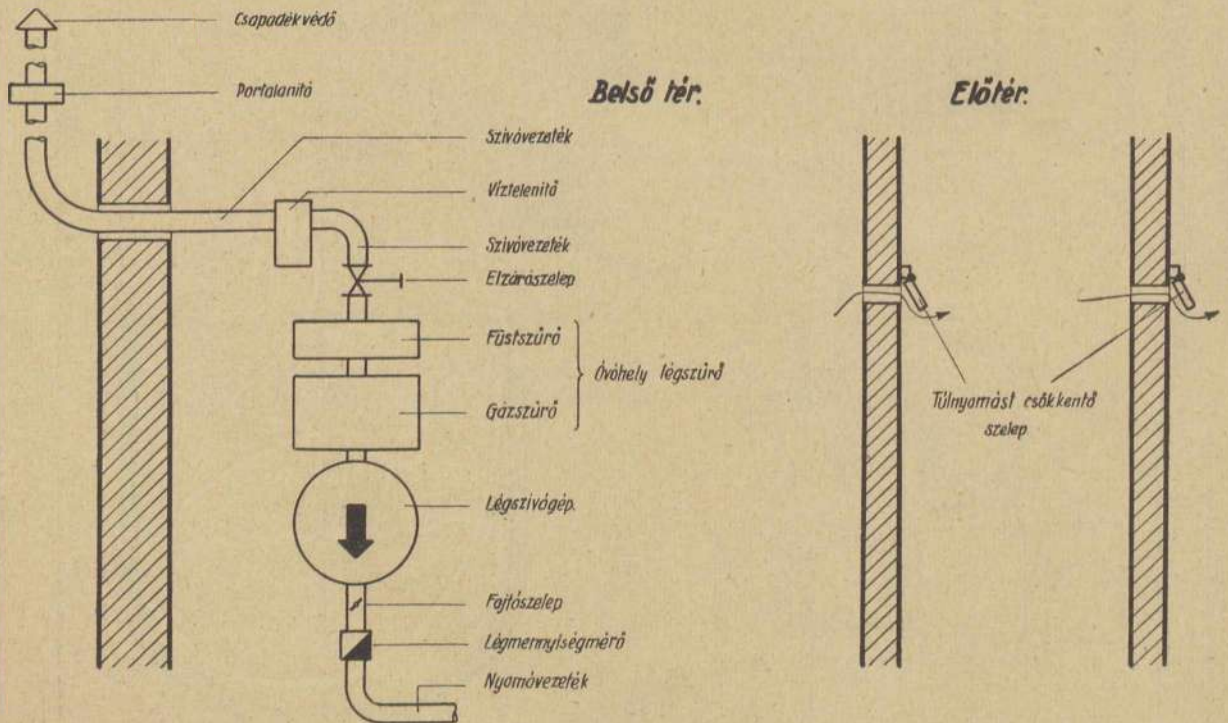 Csapadékvédő
Portalanító
Belső tér.
Előtér.
Szívóvezeték
Víztelenítő
Szívóvezeték
Elzárószelep
Füstszűrő
Óvóhely légszűrő
Gázszűrő
Túlnyomást csökkentő
szelep
Légszívógép.
Fojtószelep
Légmennyiségmérő
Nyomóvezeték